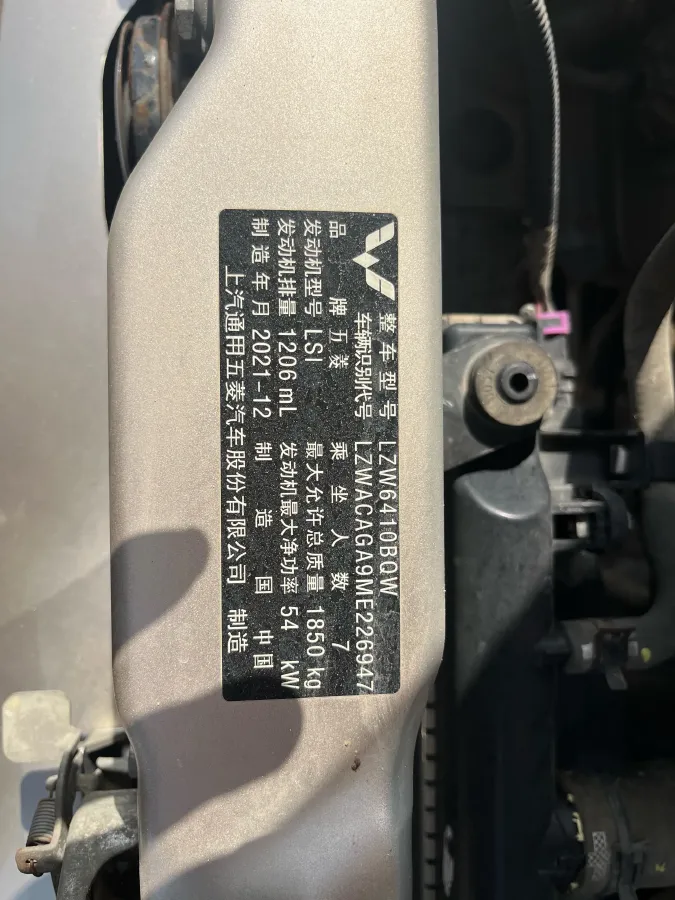 整车型号 LZW6410BQW
车辆识别代号 LZWACAGA9ME226947
品牌 五菱 乘坐人数 7
发动机型号 LSI 最大允许总质量 1850 kg
发动机排量 1206 mL 发动机最大净功率 54 kW
制造年月 2021-12 制造国 中国
上汽通用五菱汽车股份有限公司 制造